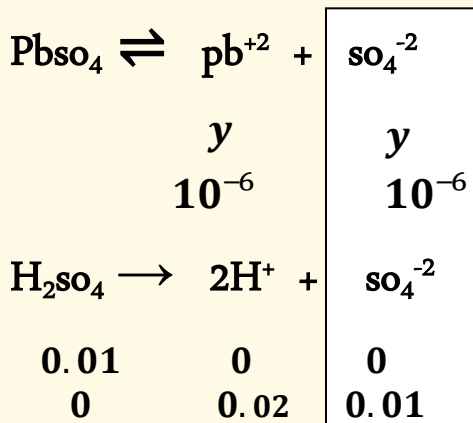 Pbso₄ ⇌ pb⁺² + so₄⁻²
y y
10⁻⁶ 10⁻⁶
H₂so₄ → 2H⁺ + so₄⁻²
0.01 0 0
0 0.02 0.01